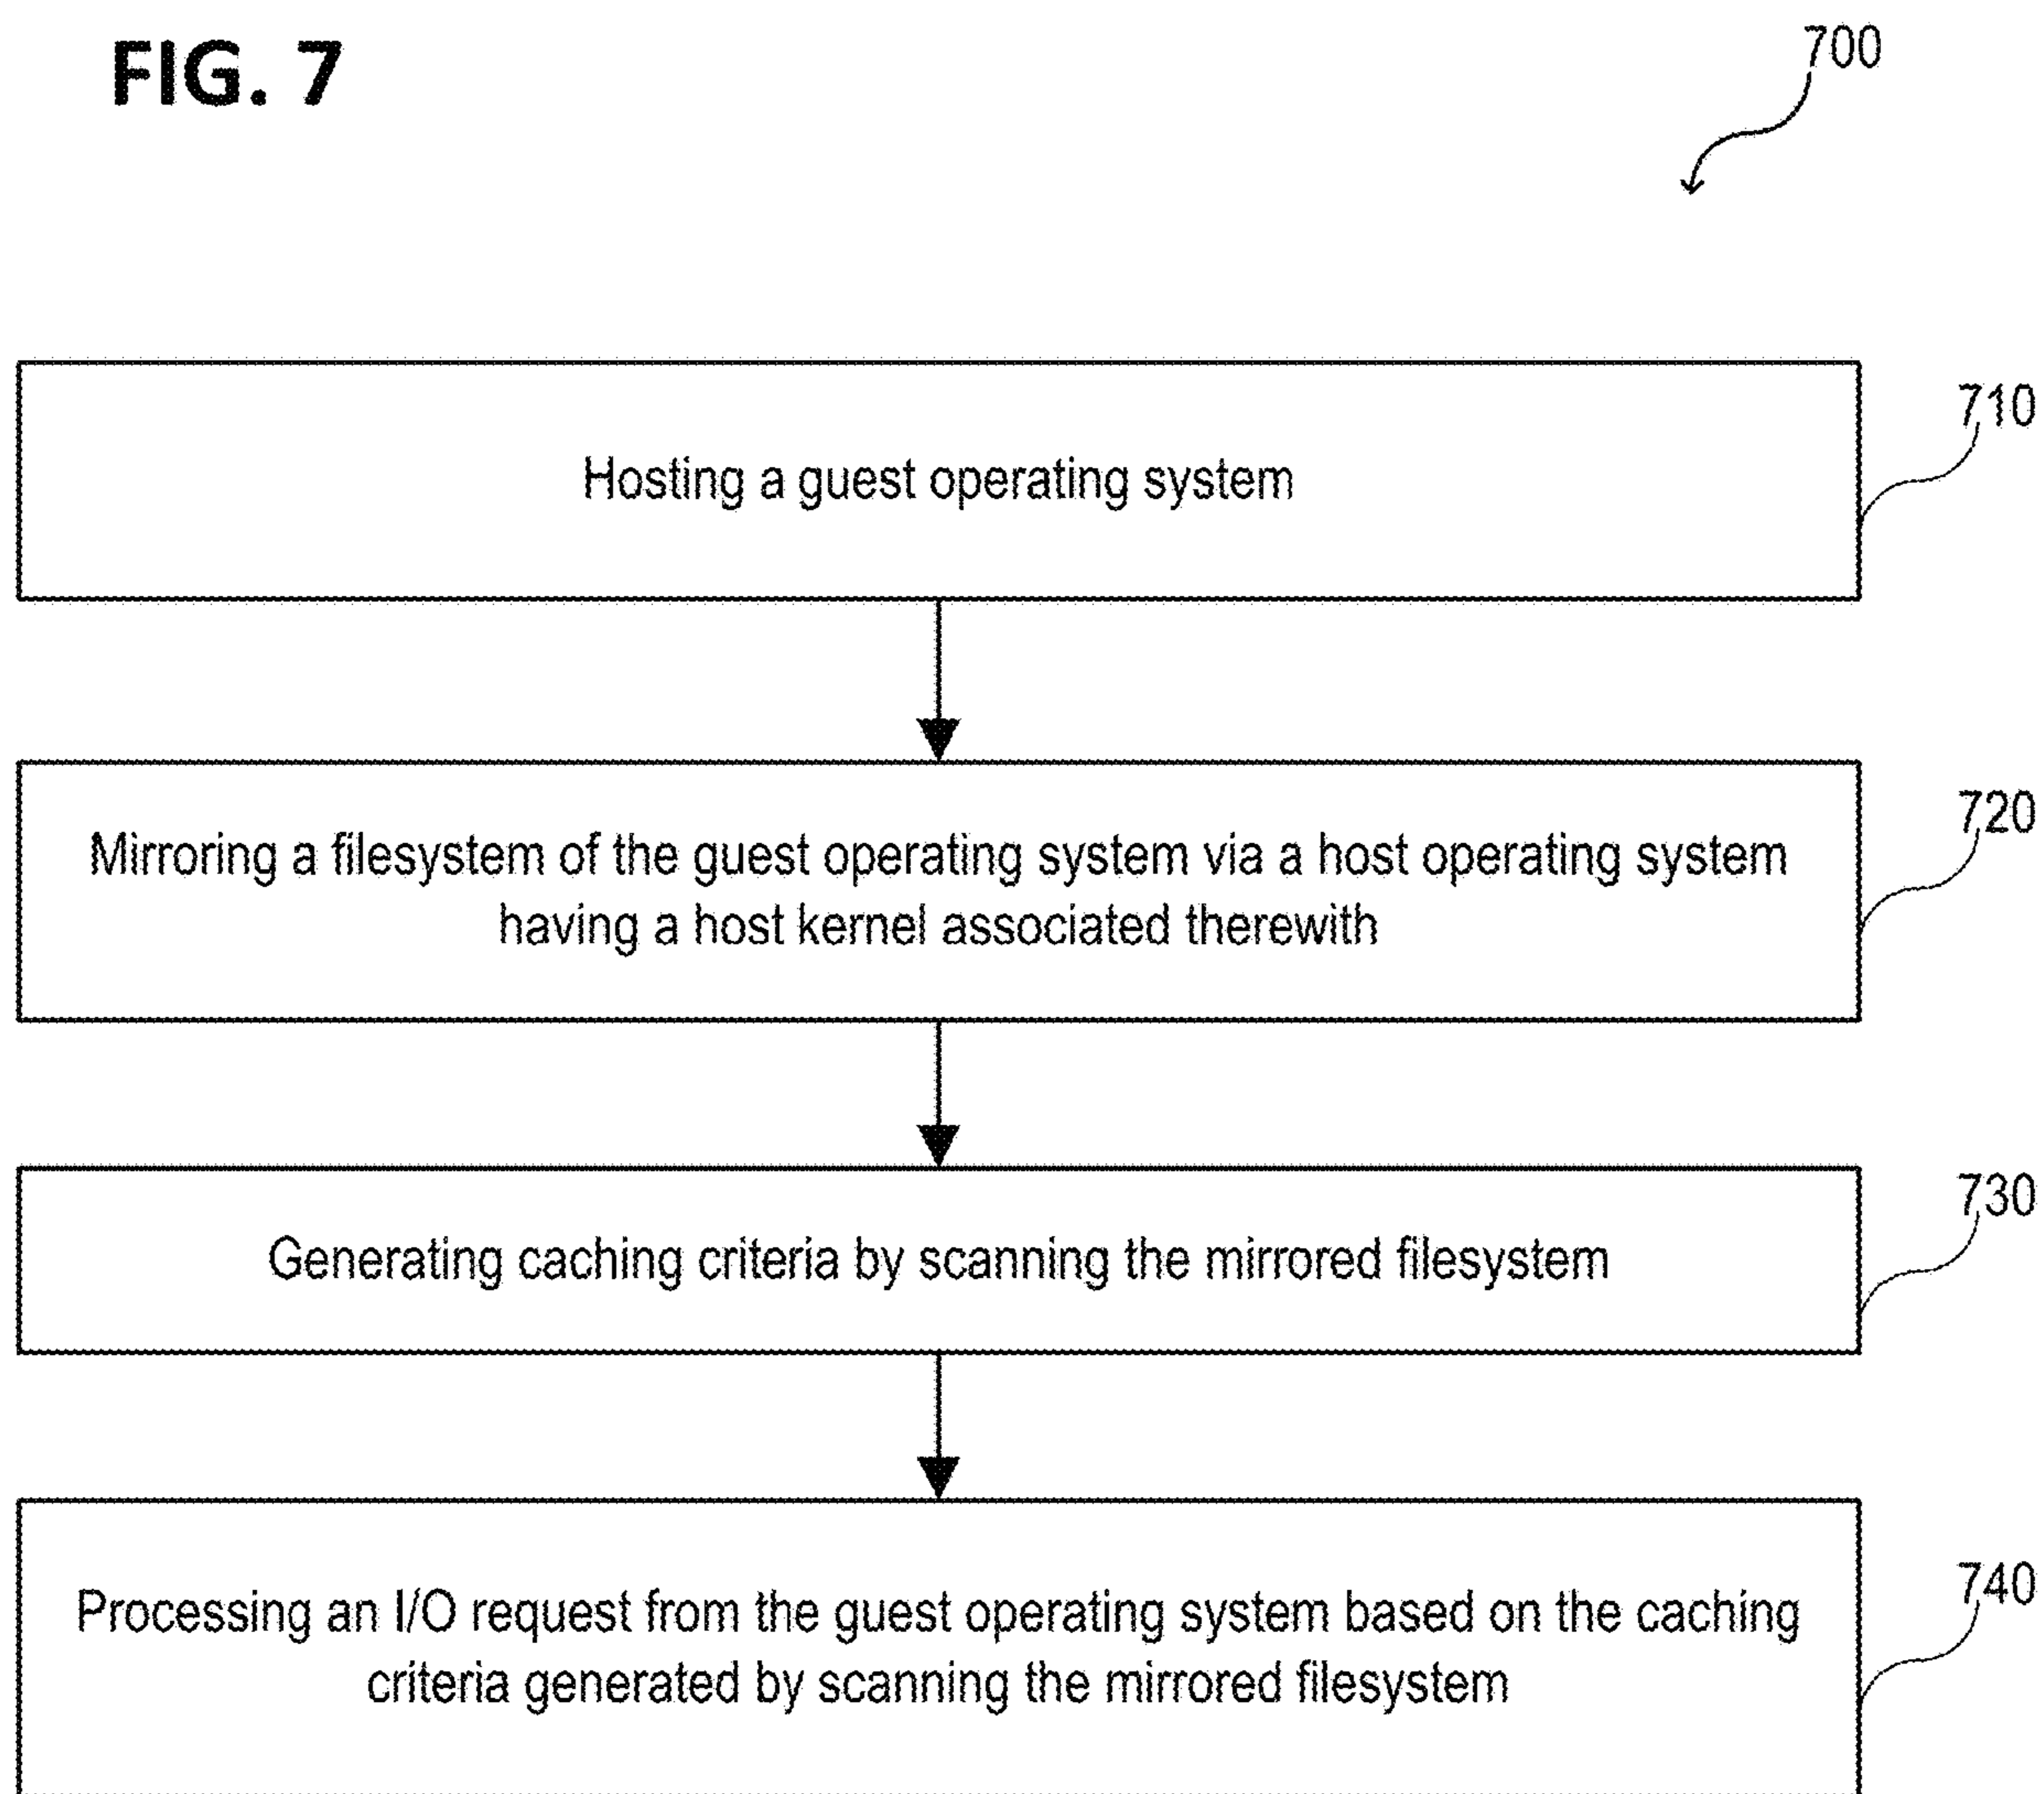 FIG. 7
700
Hosting a guest operating system
710
Mirroring a filesystem of the guest operating system via a host operating system
having a host kernel associated therewith
720
Generating caching criteria by scanning the mirrored filesystem
730
Processing an I/O request from the guest operating system based on the caching
criteria generated by scanning the mirrored filesystem
740